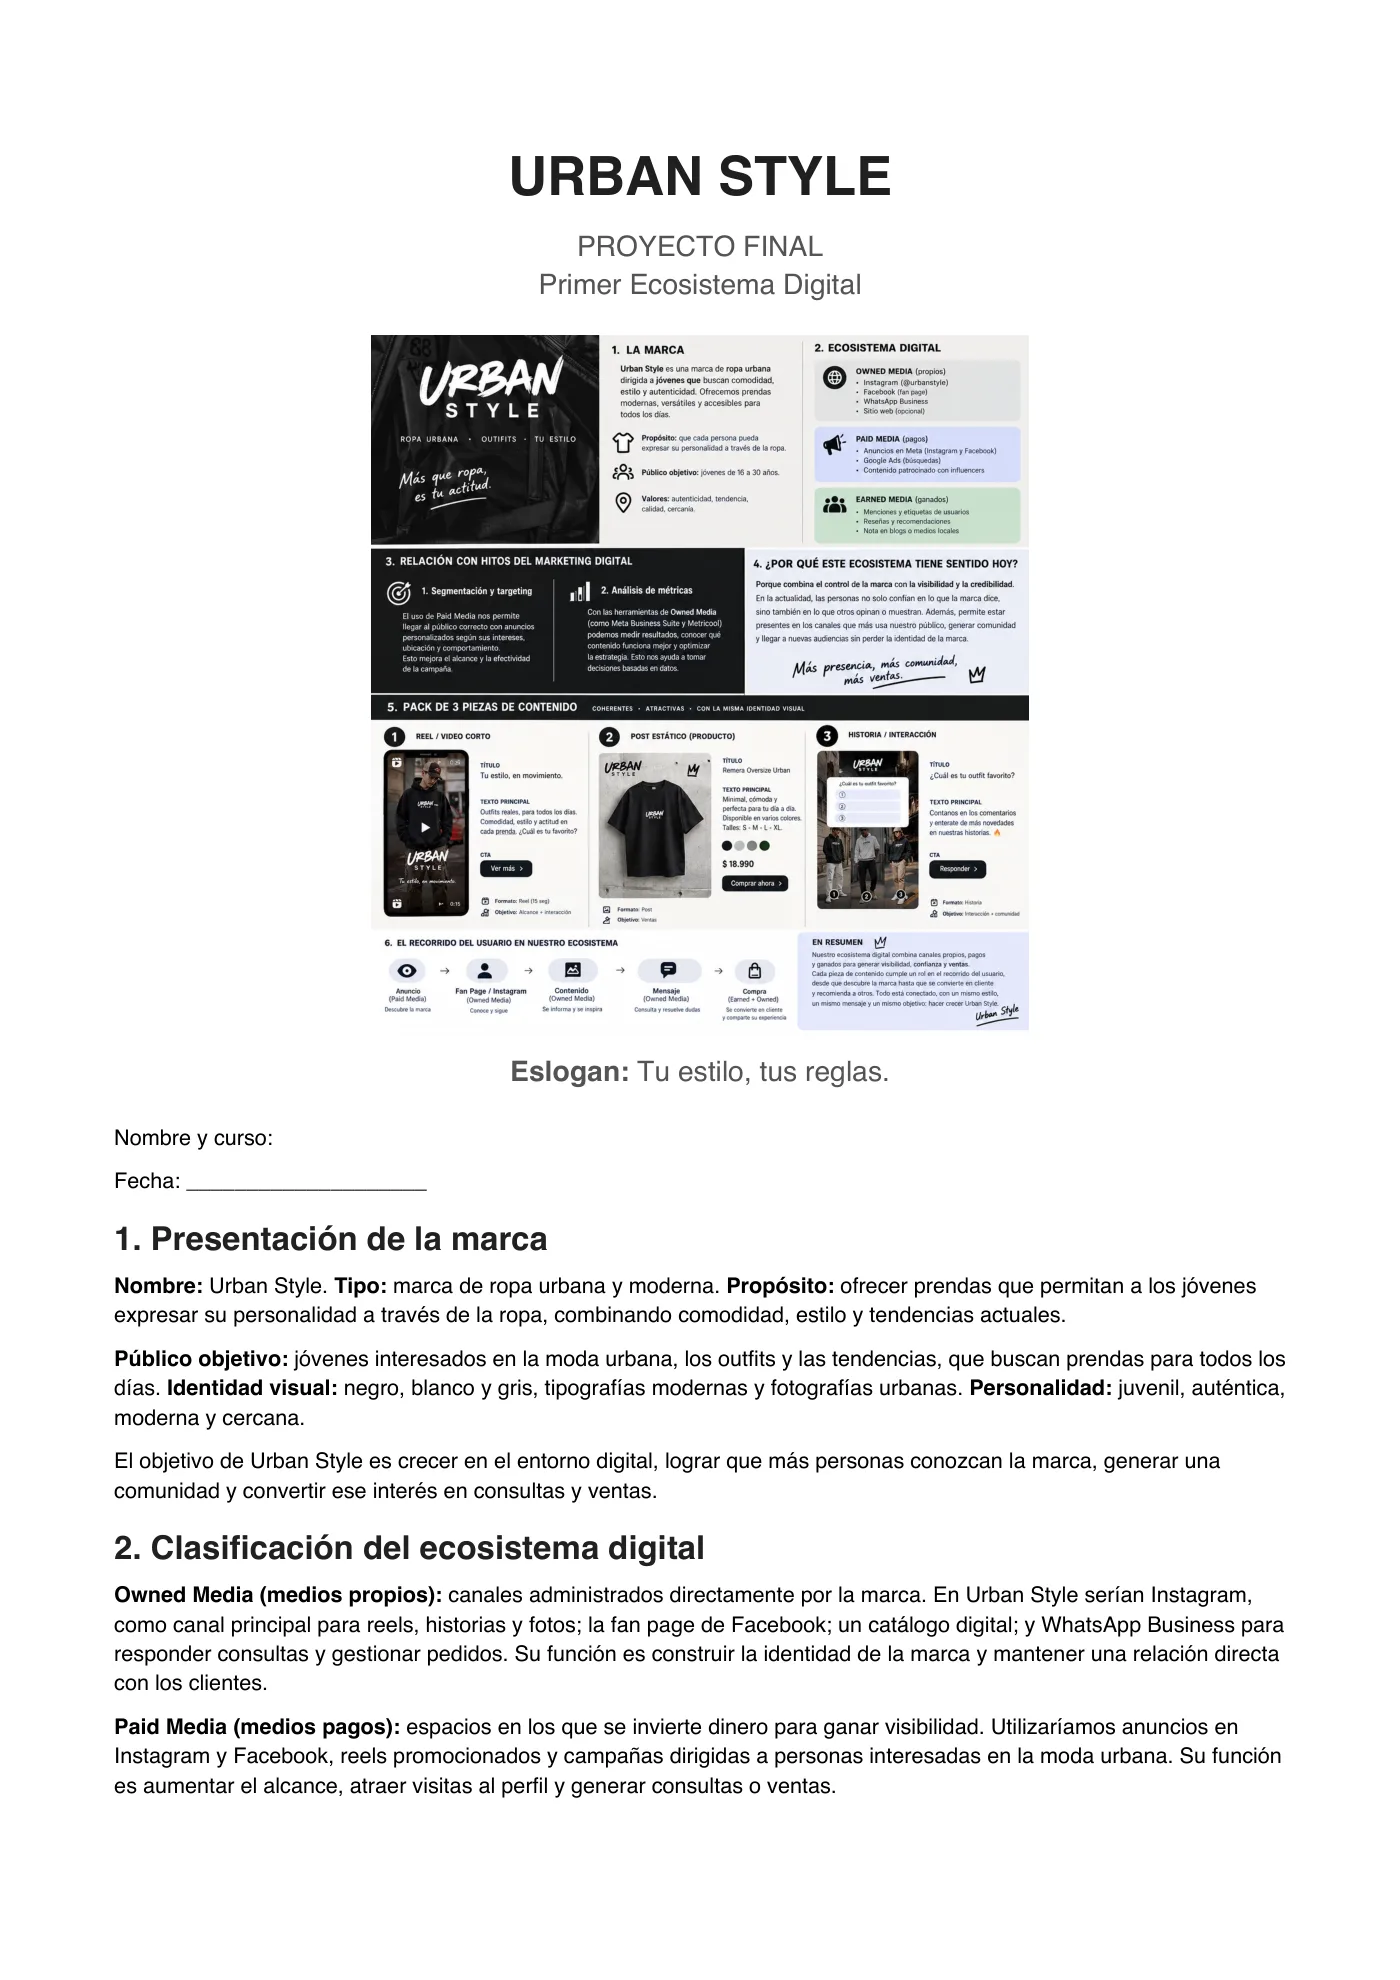 URBAN STYLE
PROYECTO FINAL
Primer Ecosistema Digital
URBAN
STYLE
ROPA URBANA • OUTFITS • TU ESTILO
Más que ropa,
es tu actitud.
1. LA MARCA
Urban Style es una marca de ropa urbana
dirigida a jóvenes que buscan comodidad,
estilo y autenticidad. Ofrecemos prendas
modernas, versátiles y accesibles para
todos los días.
Propósito: que cada persona pueda
expresar su personalidad a través de la ropa.
Público objetivo: jóvenes de 16 a 30 años.
Valores: autenticidad, tendencia,
calidad, cercanía.
2. ECOSISTEMA DIGITAL
OWNED MEDIA (propios)
• Instagram (@urbanstyle)
• Facebook (fan page)
• WhatsApp Business
• Sitio web (opcional)
PAID MEDIA (pagos)
• Anuncios en Meta (Instagram y Facebook)
• Google Ads (búsquedas)
• Contenido patrocinado con influencers
EARNED MEDIA (ganados)
• Menciones y etiquetas de usuarios
• Reseñas y recomendaciones
• Nota en blogs o medios locales
3. RELACIÓN CON HITOS DEL MARKETING DIGITAL
1. Segmentación y targeting
El uso de Paid Media nos permite
llegar al público correcto con anuncios
personalizados según sus intereses,
ubicación y comportamiento.
Esto mejora el alcance y la efectividad
de la campaña.
2. Análisis de métricas
Con las herramientas de Owned Media
(como Meta Business Suite y Metricool)
podemos medir resultados, conocer qué
contenido funciona mejor y optimizar
la estrategia. Esto nos ayuda a tomar
decisiones basadas en datos.
4. ¿POR QUÉ ESTE ECOSISTEMA TIENE SENTIDO HOY?
Porque combina el control de la marca con la visibilidad y la credibilidad.
En la actualidad, las personas no solo confían en lo que la marca dice,
sino también en lo que otros opinan o muestran. Además, permite estar
presentes en los canales que más usa nuestro público, generar comunidad
y llegar a nuevas audiencias sin perder la identidad de la marca.
Más presencia, más comunidad,
más ventas.
5. PACK DE 3 PIEZAS DE CONTENIDO COHERENTES • ATRACTIVAS • CON LA MISMA IDENTIDAD VISUAL
1 REEL / VIDEO CORTO
URBAN
STYLE
Tu estilo, en movimiento.
0:15
TÍTULO
Tu estilo, en movimiento.
TEXTO PRINCIPAL
Outfits reales, para todos los días.
Comodidad, estilo y actitud en
cada prenda. ¿Cuál es tu favorito?
CTA
Ver más >
Formato: Reel (15 seg)
Objetivo: Alcance + interacción
2 POST ESTÁTICO (PRODUCTO)
URBAN
STYLE
URBAN
TÍTULO
Remera Oversize Urban
TEXTO PRINCIPAL
Minimal, cómoda y
perfecta para tu día a día.
Disponible en varios colores.
Talles: S - M - L - XL.
$ 18.990
Comprar ahora >
Formato: Post
Objetivo: Ventas
3 HISTORIA / INTERACCIÓN
URBAN
STYLE
¿Cuál es tu outfit favorito?
1
2
3
1 2 3
TÍTULO
¿Cuál es tu outfit favorito?
TEXTO PRINCIPAL
Contanos en los comentarios
y enterate de más novedades
en nuestras historias. 🔥
CTA
Responder >
Formato: Historia
Objetivo: Interacción + comunidad
6. EL RECORRIDO DEL USUARIO EN NUESTRO ECOSISTEMA
Anuncio
(Paid Media)
Descubre la marca
Fan Page / Instagram
(Owned Media)
Conoce y sigue
Contenido
(Owned Media)
Se informa y se inspira
Mensaje
(Owned Media)
Consulta y resuelve dudas
Compra
(Earned + Owned)
Se convierte en cliente
y comparte su experiencia
EN RESUMEN
Nuestro ecosistema digital combina canales propios, pagos
y ganados para generar visibilidad, confianza y ventas.
Cada pieza de contenido cumple un rol en el recorrido del usuario,
desde que descubre la marca hasta que se convierte en cliente
y recomienda a otros. Todo está conectado, con un mismo estilo,
un mismo mensaje y un mismo objetivo: hacer crecer Urban Style.
Urban Style
Eslogan: Tu estilo, tus reglas.
Nombre y curso:
Fecha: ____________________
1. Presentación de la marca
Nombre: Urban Style. Tipo: marca de ropa urbana y moderna. Propósito: ofrecer prendas que permitan a los jóvenes
expresar su personalidad a través de la ropa, combinando comodidad, estilo y tendencias actuales.
Público objetivo: jóvenes interesados en la moda urbana, los outfits y las tendencias, que buscan prendas para todos los
días. Identidad visual: negro, blanco y gris, tipografías modernas y fotografías urbanas. Personalidad: juvenil, auténtica,
moderna y cercana.
El objetivo de Urban Style es crecer en el entorno digital, lograr que más personas conozcan la marca, generar una
comunidad y convertir ese interés en consultas y ventas.
2. Clasificación del ecosistema digital
Owned Media (medios propios): canales administrados directamente por la marca. En Urban Style serían Instagram,
como canal principal para reels, historias y fotos; la fan page de Facebook; un catálogo digital; y WhatsApp Business para
responder consultas y gestionar pedidos. Su función es construir la identidad de la marca y mantener una relación directa
con los clientes.
Paid Media (medios pagos): espacios en los que se invierte dinero para ganar visibilidad. Utilizaríamos anuncios en
Instagram y Facebook, reels promocionados y campañas dirigidas a personas interesadas en la moda urbana. Su función
es aumentar el alcance, atraer visitas al perfil y generar consultas o ventas.